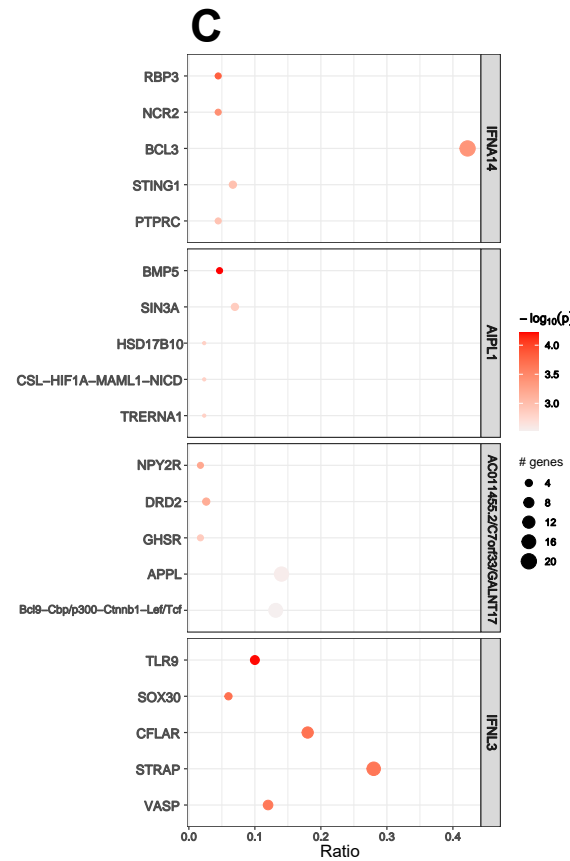 C
RBP3
NCR2
BCL3
STING1
PTPRC
IFNA14
BMP5
SIN3A
HSD17B10
CSL–HIF1A–MAML1–NICD
TRERNA1
AIPL1
NPY2R
DRD2
GHSR
APPL
Bcl9–Cbp/p300–Ctnnb1–Lef/Tcf
AC011455.2/C7orf33/GALNT17
TLR9
SOX30
CFLAR
STRAP
VASP
IFNL3
0.0 0.1 0.2 0.3 0.4
Ratio
−log10(p)
4.0
3.0
# genes
4
8
12
16
20